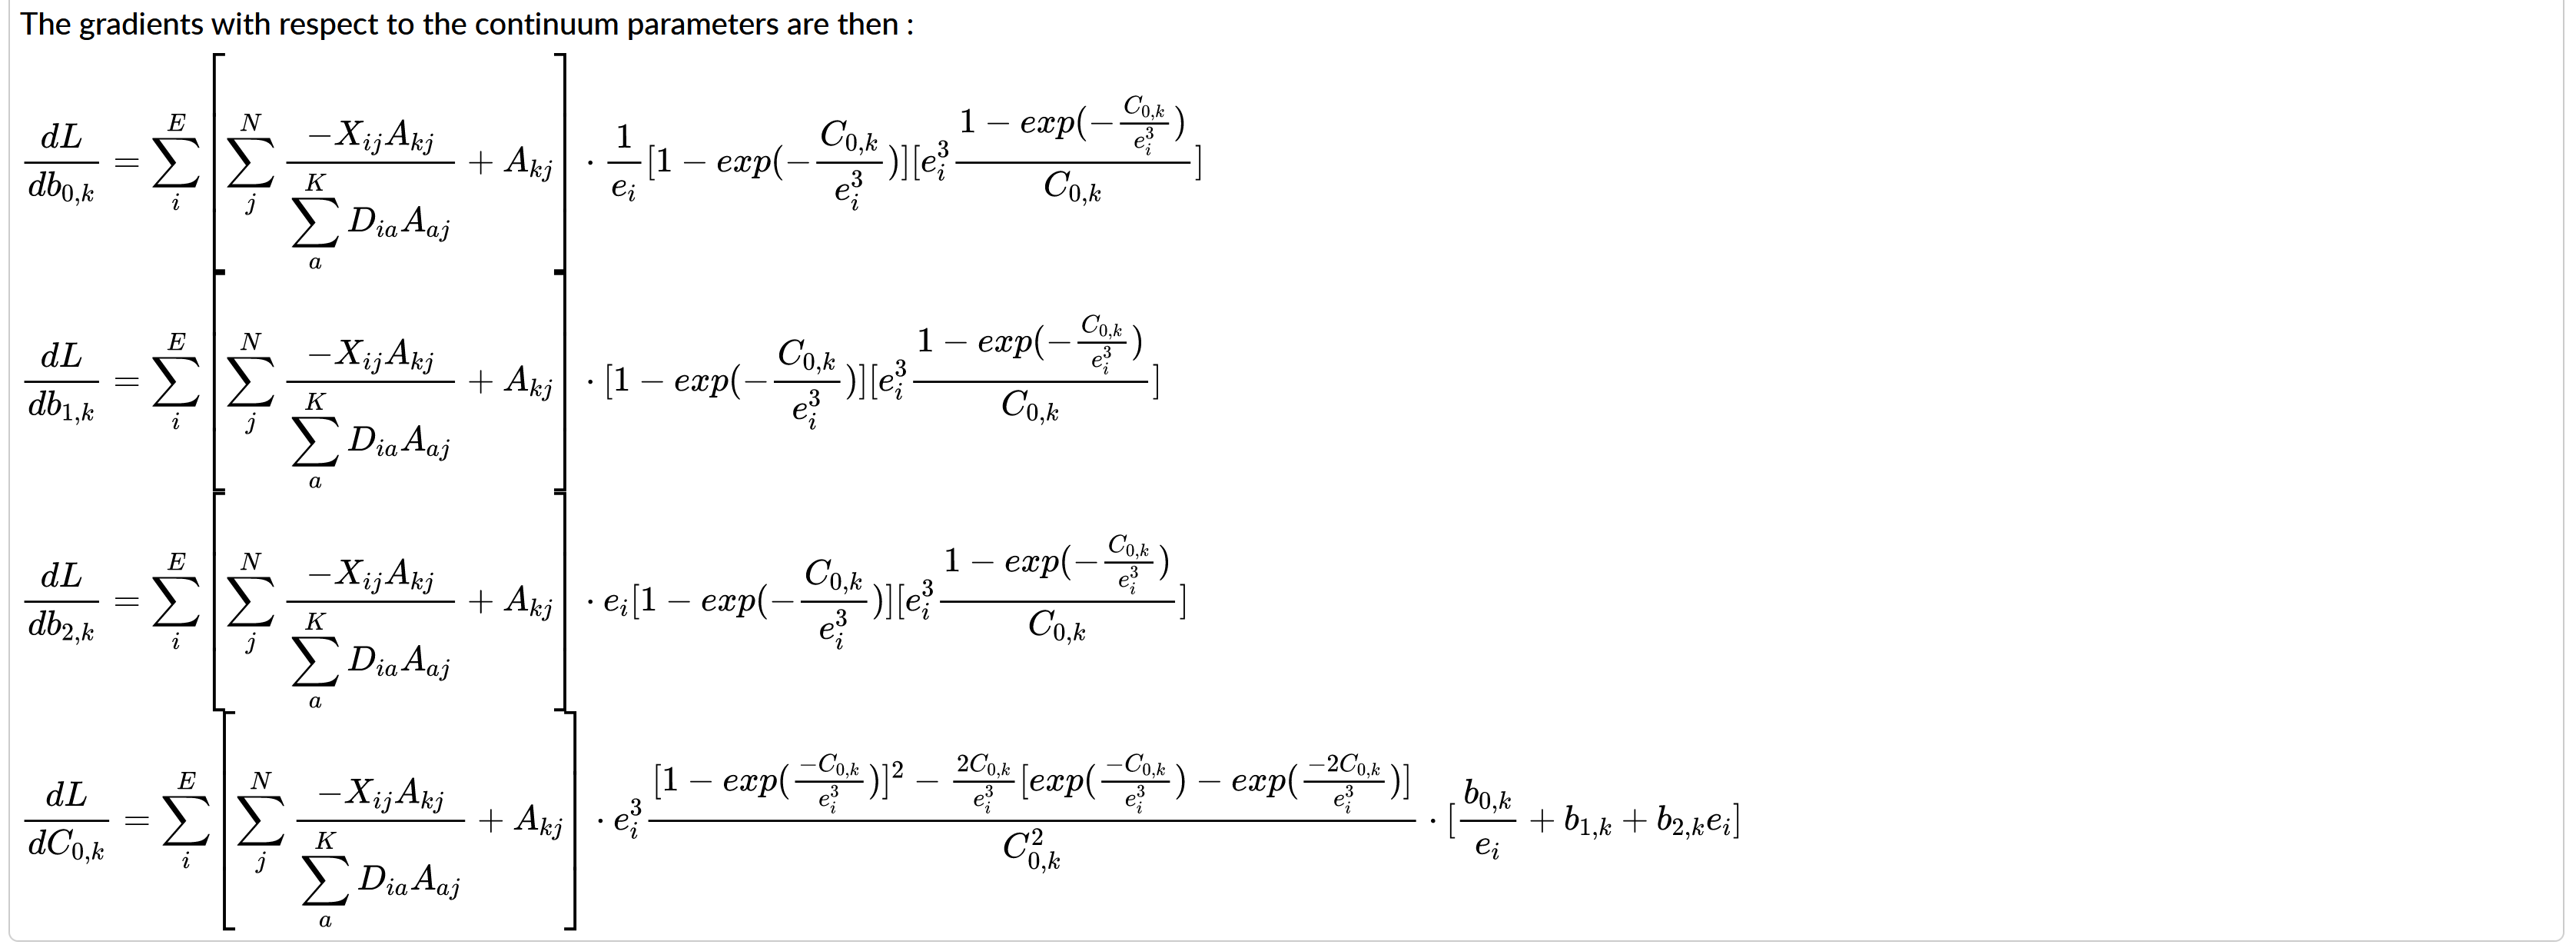 The gradients with respect to the continuum parameters are then :
\frac{dL}{db_{0,k}} = \sum_i^E \left[ \sum_j^N \frac{-X_{ij}A_{kj}}{\sum_a^K D_{ia}A_{aj}} + A_{kj} \right] \cdot \frac{1}{e_i}[1 - exp(-\frac{C_{0,k}}{e_i^3})][e_i^3 \frac{1 - exp(-\frac{C_{0,k}}{e_i^3})}{C_{0,k}}]
\frac{dL}{db_{1,k}} = \sum_i^E \left[ \sum_j^N \frac{-X_{ij}A_{kj}}{\sum_a^K D_{ia}A_{aj}} + A_{kj} \right] \cdot [1 - exp(-\frac{C_{0,k}}{e_i^3})][e_i^3 \frac{1 - exp(-\frac{C_{0,k}}{e_i^3})}{C_{0,k}}]
\frac{dL}{db_{2,k}} = \sum_i^E \left[ \sum_j^N \frac{-X_{ij}A_{kj}}{\sum_a^K D_{ia}A_{aj}} + A_{kj} \right] \cdot e_i[1 - exp(-\frac{C_{0,k}}{e_i^3})][e_i^3 \frac{1 - exp(-\frac{C_{0,k}}{e_i^3})}{C_{0,k}}]
\frac{dL}{dC_{0,k}} = \sum_i^E \left[ \sum_j^N \frac{-X_{ij}A_{kj}}{\sum_a^K D_{ia}A_{aj}} + A_{kj} \right] \cdot e_i^3 \frac{[1 - exp(\frac{-C_{0,k}}{e_i^3})]^2 - \frac{2C_{0,k}}{e_i^3}[exp(\frac{-C_{0,k}}{e_i^3}) - exp(\frac{-2C_{0,k}}{e_i^3})]}{C_{0,k}^2} \cdot [\frac{b_{0,k}}{e_i} + b_{1,k} + b_{2,k}e_i]